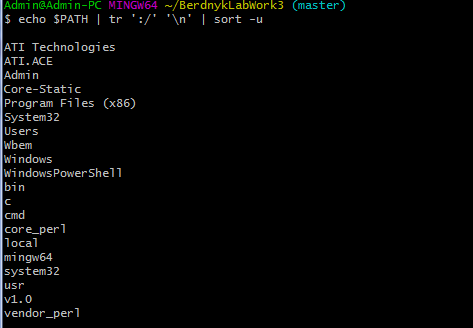 Admin@Admin-PC MINGW64 ~/BerdnykLabWork3 (master)
$ echo $PATH | tr ':/' '\n' | sort -u
ATI Technologies
ATI.ACE
Admin
Core-Static
Program Files (x86)
System32
Users
Wbem
Windows
WindowsPowerShell
bin
c
cmd
core_perl
local
mingw64
system32
usr
v1.0
vendor_perl